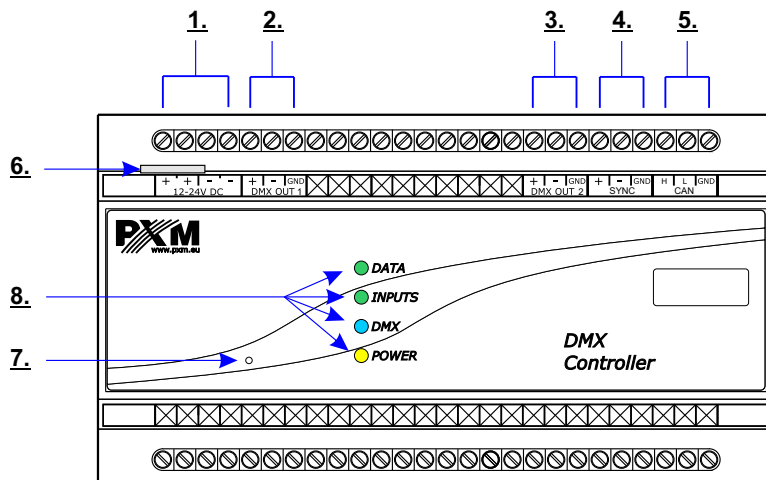 1. 2. 3. 4. 5.
6.
+ + - - + - GND + - GND + - GND H L GND
12-24V DC DMX OUT 1 DMX OUT 2 SYNC CAN
PXM
www.pxm.eu
DATA
8. INPUTS
DMX
7. POWER
DMX
Controller